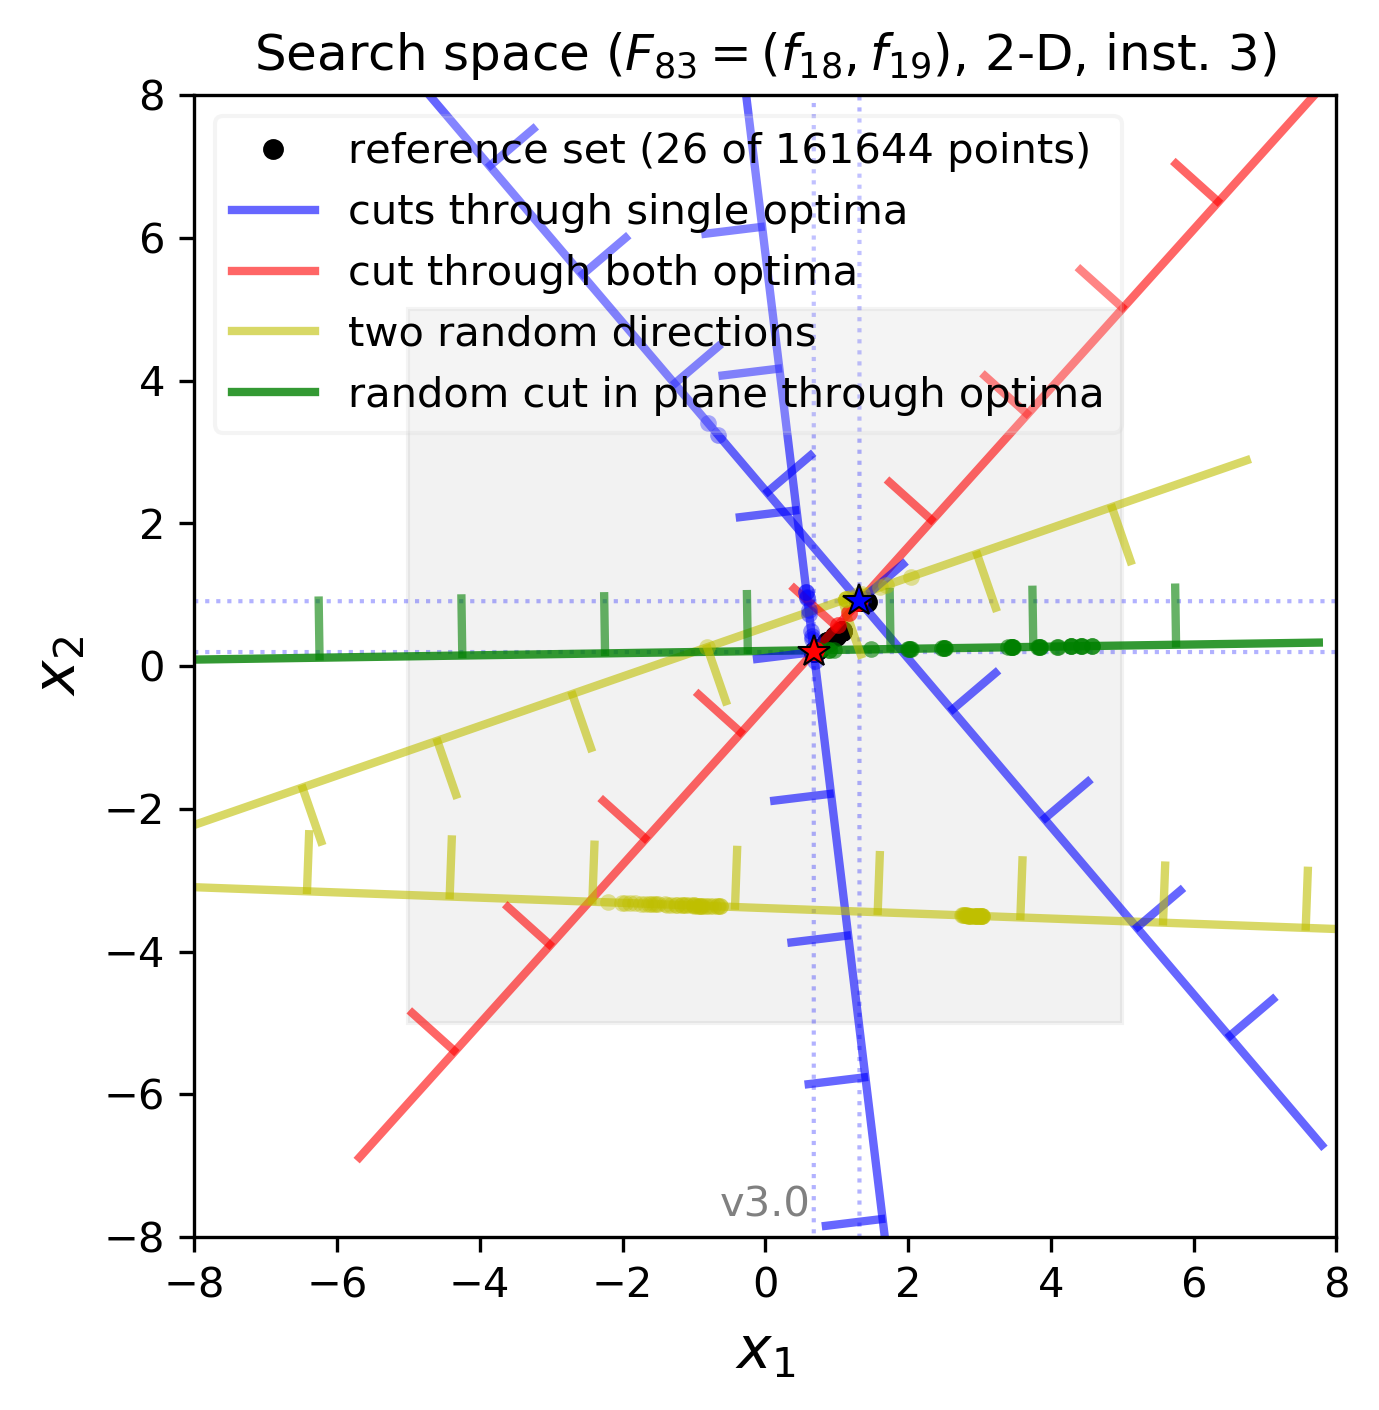 Search space (F83 = (f18, f19), 2-D, inst. 3)
reference set (26 of 161644 points)
cuts through single optima
cut through both optima
two random directions
random cut in plane through optima
8
6
4
2
0
−2
−4
−6
−8
x2
v3.0
−8 −6 −4 −2 0 2 4 6 8
x1